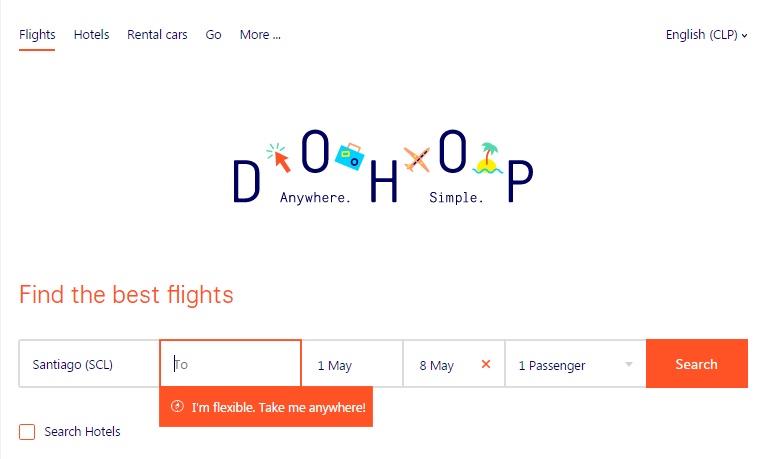 Flights Hotels Rental cars Go More ... English (CLP)
DOHOP
Anywhere. Simple.
Find the best flights
Santiago (SCL) To 1 May 8 May × 1 Passenger Search
I'm flexible. Take me anywhere!
Search Hotels